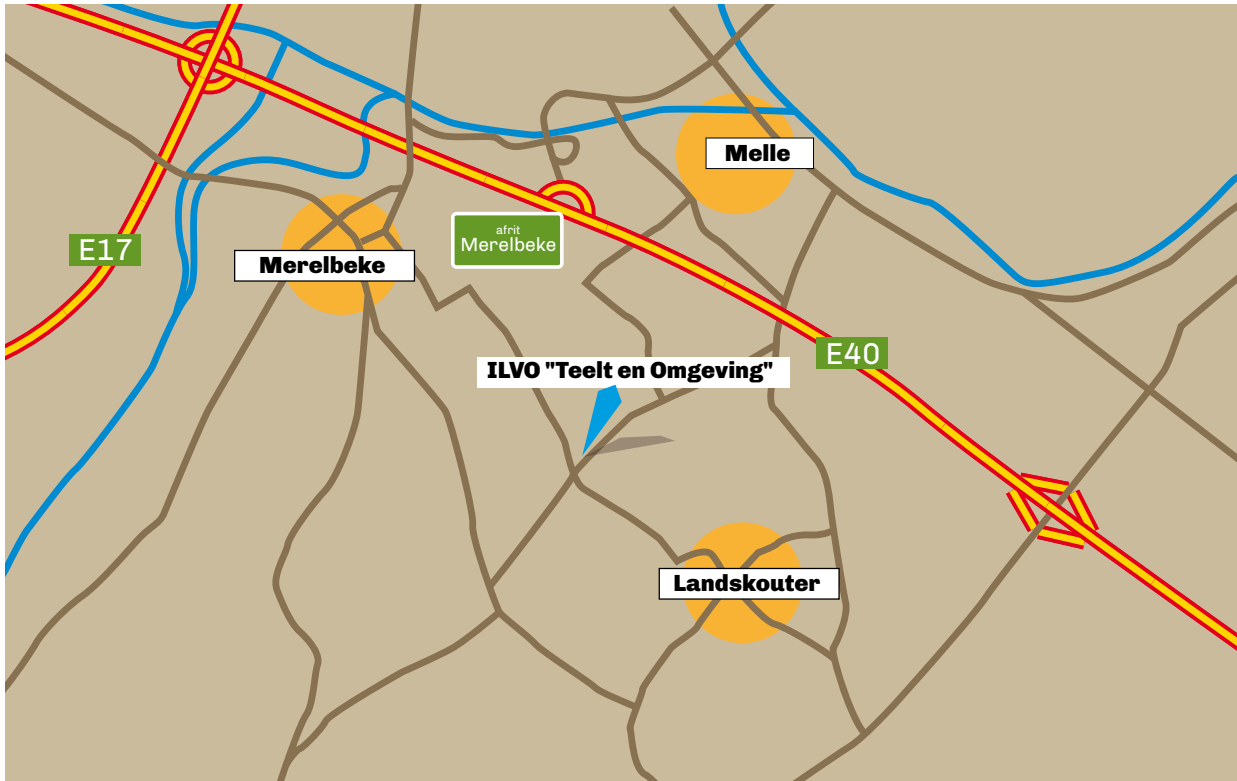 Melle
afrit
Merelbeke
E17
Merelbeke
E40
ILVO "Teelt en Omgeving"
Landskouter